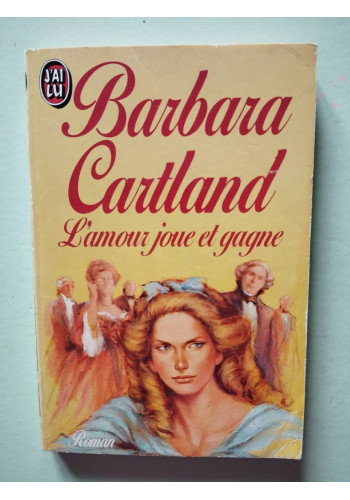 J'AI
LU
Barbara
Cartland
L'amour joue et gagne
Roman